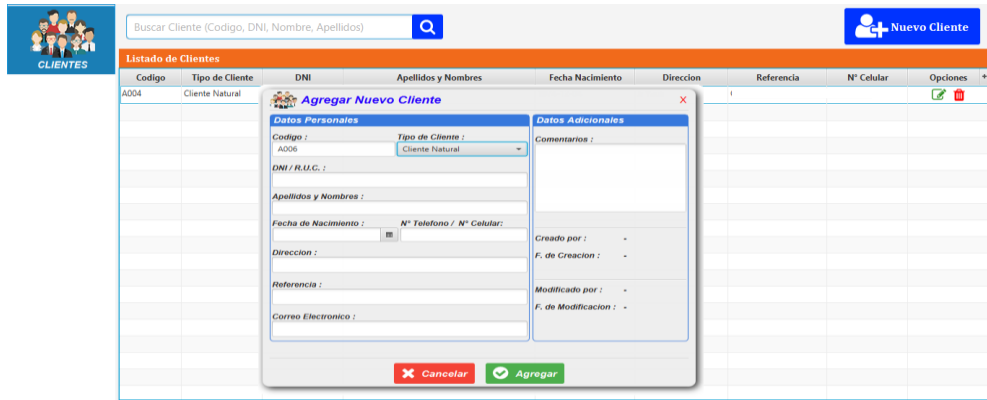 Buscar Cliente (Codigo, DNI, Nombre, Apellidos)
Nuevo Cliente
CLIENTES
Listado de Clientes
Codigo Tipo de Cliente DNI Apellidos y Nombres Fecha Nacimiento Direccion Referencia N° Celular Opciones +
A004 Cliente Natural
Agregar Nuevo Cliente X
Datos Personales
Codigo : Tipo de Cliente :
A006 Cliente Natural
DNI / R.U.C. :
Apellidos y Nombres :
Fecha de Nacimiento : N° Telefono / N° Celular:
Direccion :
Referencia :
Correo Electronico :
Datos Adicionales
Comentarios :
Creado por : -
F. de Creacion : -
Modificado por : -
F. de Modificacion : -
Cancelar Agregar